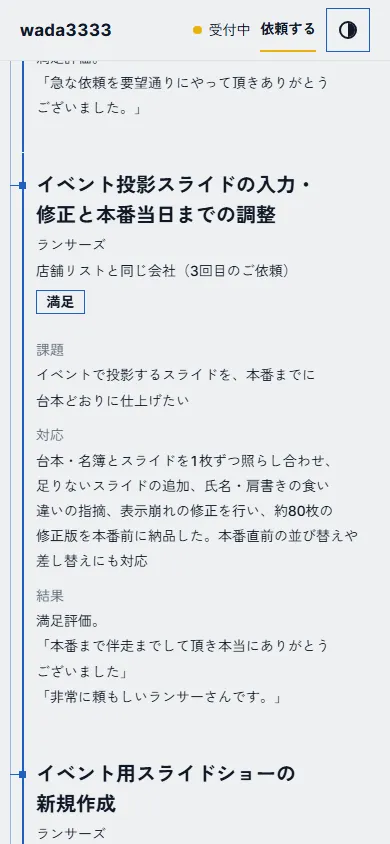 wada3333
受付中
依頼する
満足評価。
「急な依頼を要望通りにやって頂きありがとう
ございました。」
イベント投影スライドの入力・
修正と本番当日までの調整
ランサーズ
店舗リストと同じ会社（3回目のご依頼）
満足
課題
イベントで投影するスライドを、本番までに
台本どおりに仕上げたい
対応
台本・名簿とスライドを1枚ずつ照らし合わせ、
足りないスライドの追加、氏名・肩書きの食い
違いの指摘、表示崩れの修正を行い、約80枚の
修正版を本番前に納品した。本番直前の並び替えや
差し替えにも対応
結果
満足評価。
「本番まで伴走までして頂き本当にありがとう
ございました」
「非常に頼もしいランサーさんです。」
イベント用スライドショーの
新規作成
ランサーズ